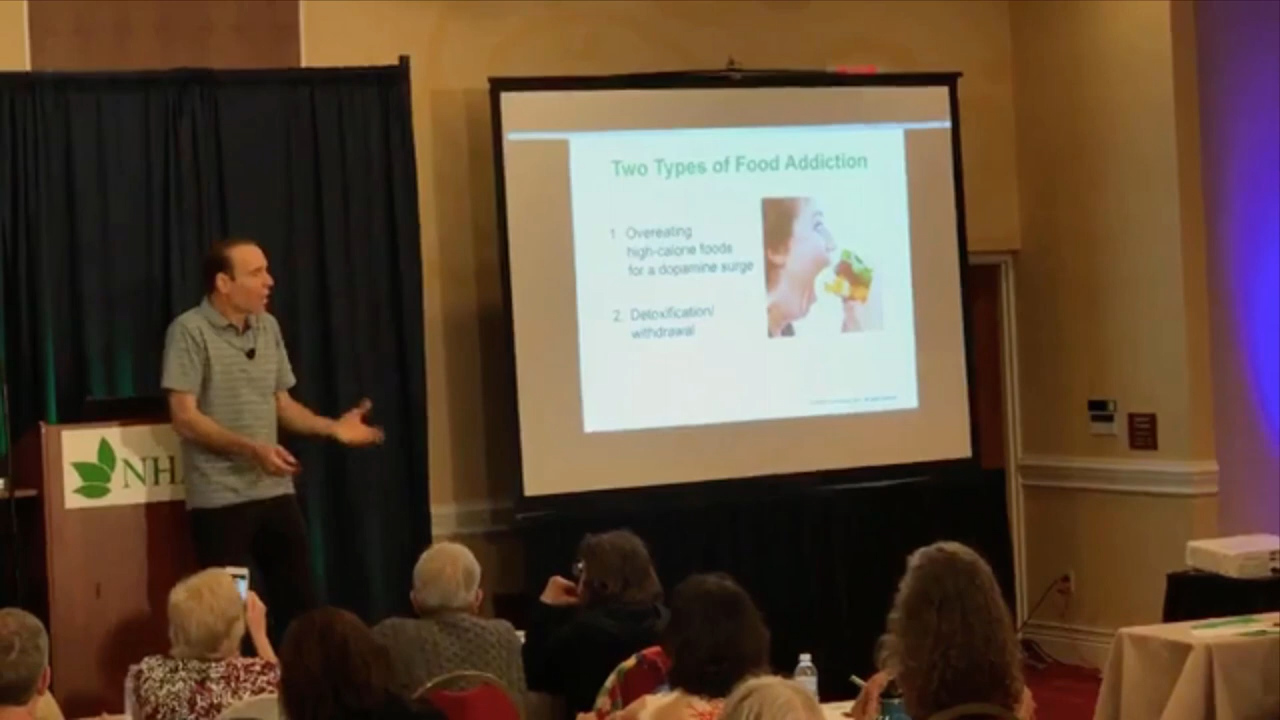 Two Types of Food Addiction
1. Overeating
high-calorie foods
for a dopamine surge
2. Detoxification/
withdrawal
NH